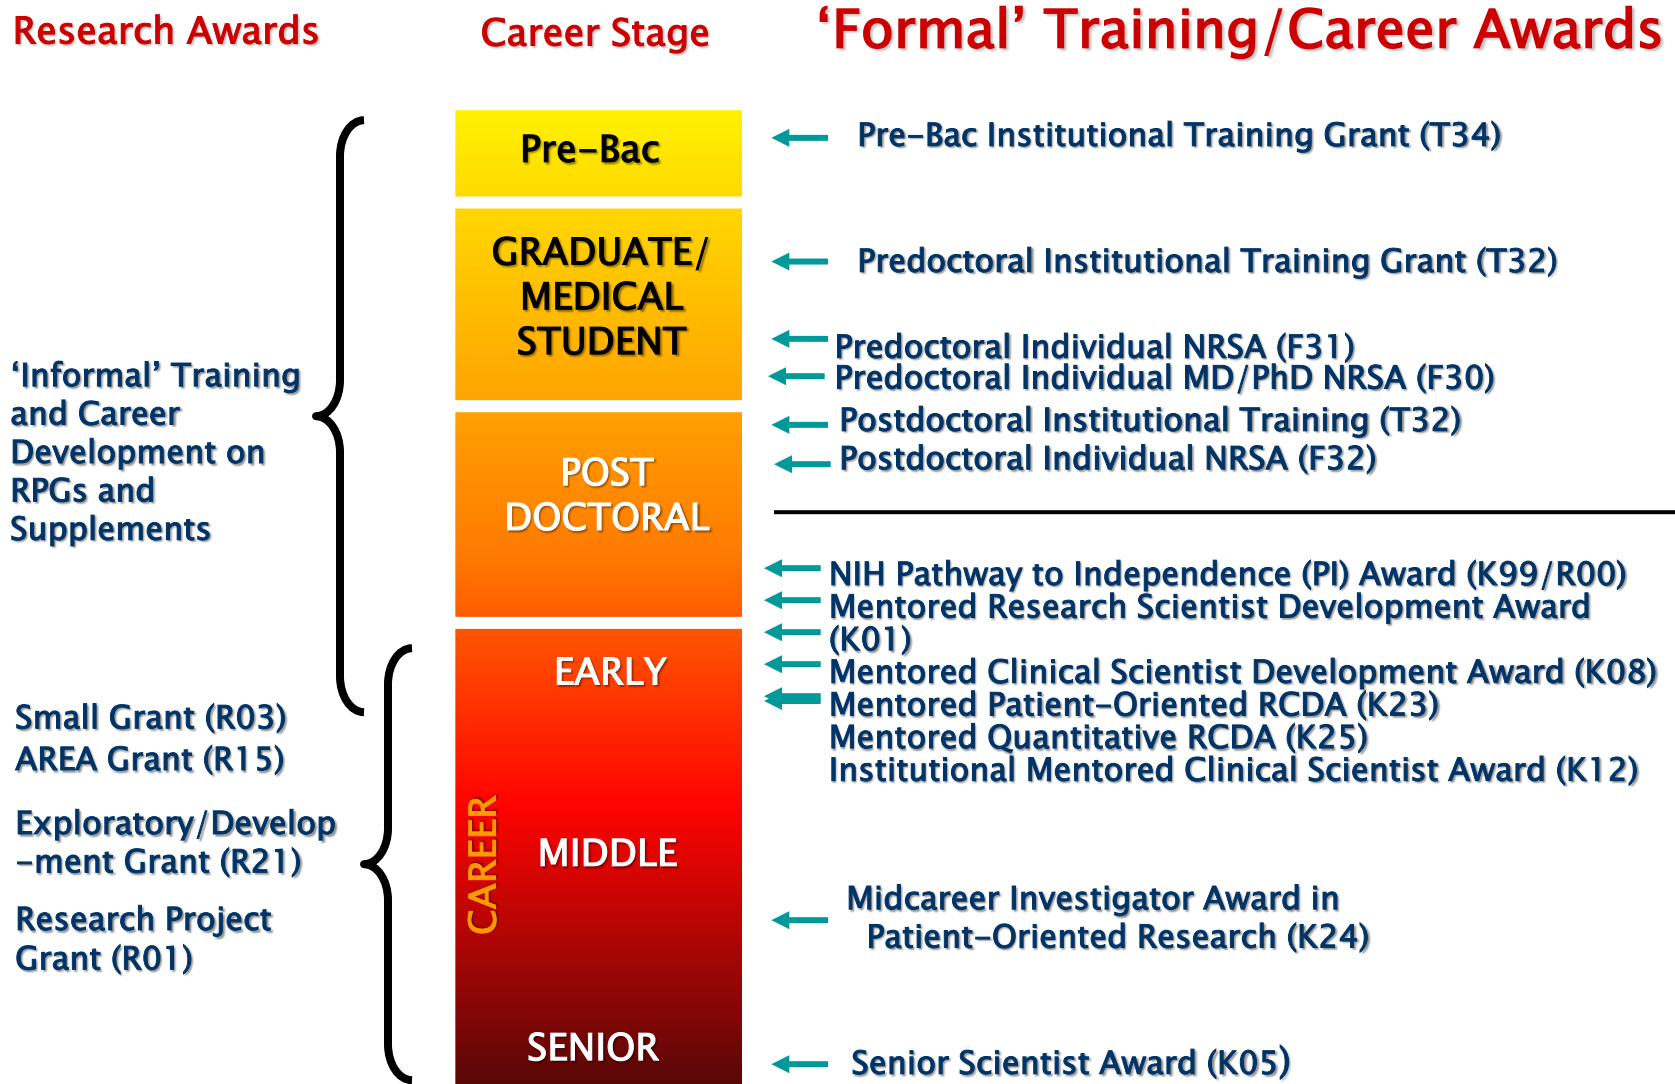 Research Awards
Career Stage
‘Formal’ Training/Career Awards
‘Informal’ Training
and Career
Development on
RPGs and
Supplements
Small Grant (R03)
AREA Grant (R15)
Exploratory/Develop
-ment Grant (R21)
Research Project
Grant (R01)
Pre-Bac
GRADUATE/
MEDICAL
STUDENT
POST
DOCTORAL
CAREER
EARLY
MIDDLE
SENIOR
Pre-Bac Institutional Training Grant (T34)
Predoctoral Institutional Training Grant (T32)
Predoctoral Individual NRSA (F31)
Predoctoral Individual MD/PhD NRSA (F30)
Postdoctoral Institutional Training (T32)
Postdoctoral Individual NRSA (F32)
NIH Pathway to Independence (PI) Award (K99/R00)
Mentored Research Scientist Development Award
(K01)
Mentored Clinical Scientist Development Award (K08)
Mentored Patient-Oriented RCDA (K23)
Mentored Quantitative RCDA (K25)
Institutional Mentored Clinical Scientist Award (K12)
Midcareer Investigator Award in
Patient-Oriented Research (K24)
Senior Scientist Award (K05)